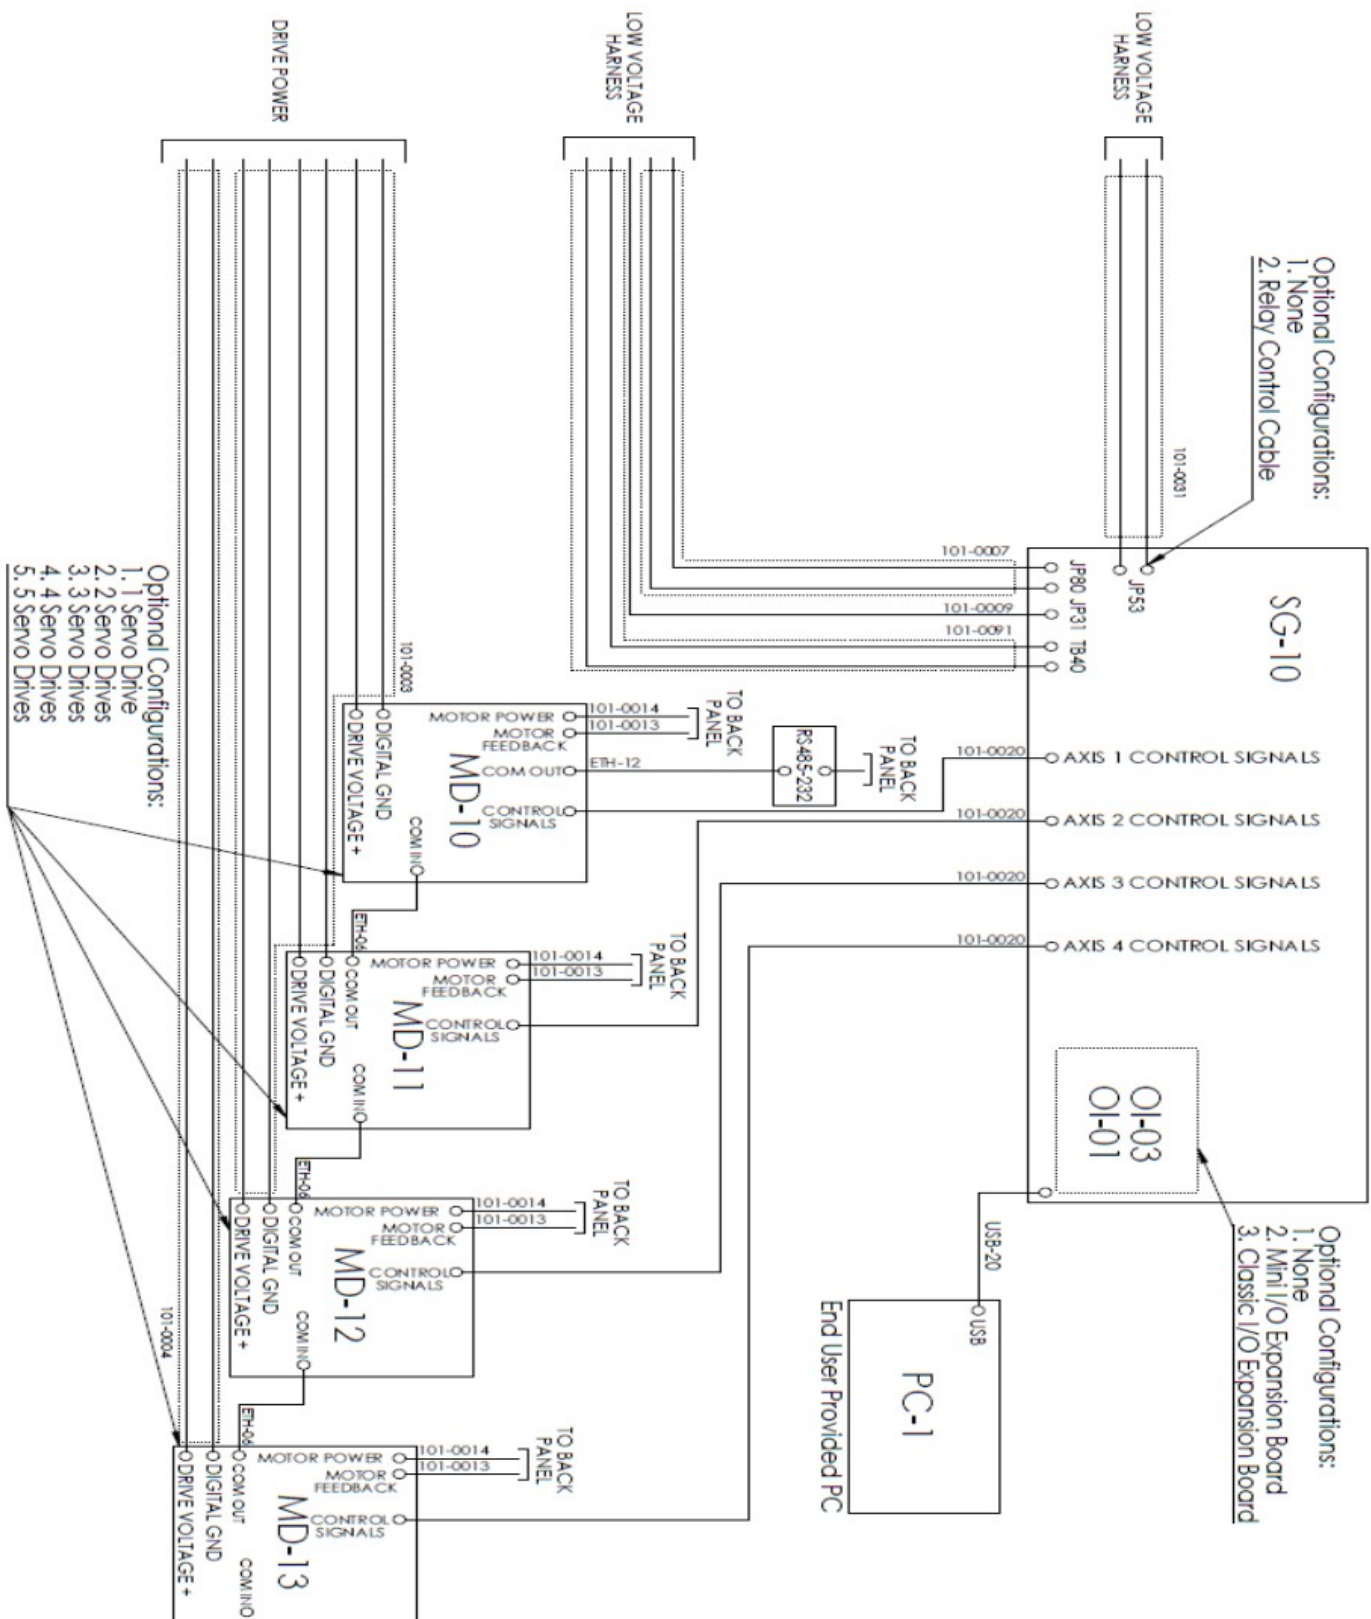 DRIVE POWER
LOW VOLTAGE
HARNESS
LOW VOLTAGE
HARNESS
Optional Configurations:
1. None
2. Relay Control Cable
101-0031
SG-10
JP53
JP80
JP31
TB40
101-0007
101-0009
101-0091
101-0020
AXIS 1 CONTROL SIGNALS
101-0020
AXIS 2 CONTROL SIGNALS
101-0020
AXIS 3 CONTROL SIGNALS
101-0020
AXIS 4 CONTROL SIGNALS
OI-03
OI-01
Optional Configurations:
1. None
2. Mini I/O Expansion Board
3. Classic I/O Expansion Board
USB-20
USB
PC-1
End User Provided PC
Optional Configurations:
1. 1 Servo Drive
2. 2 Servo Drives
3. 3 Servo Drives
4. 4 Servo Drives
5. 5 Servo Drives
101-0003
MOTOR POWER
101-0014
MOTOR
FEEDBACK
101-0013
TO BACK
PANEL
COM OUT
ETH-12
RS485-232
TO BACK
PANEL
CONTROL
SIGNALS
MD-10
DIGITAL GND
DRIVE VOLTAGE +
COM IN
ETH-06
MOTOR POWER
101-0014
MOTOR
FEEDBACK
101-0013
TO BACK
PANEL
CONTROL
SIGNALS
MD-11
COM OUT
DIGITAL GND
DRIVE VOLTAGE +
COM IN
ETH-06
MOTOR POWER
101-0014
MOTOR
FEEDBACK
101-0013
TO BACK
PANEL
CONTROL
SIGNALS
MD-12
COM OUT
DIGITAL GND
DRIVE VOLTAGE +
COM IN
101-0004
ETH-06
MOTOR POWER
101-0014
MOTOR
FEEDBACK
101-0013
TO BACK
PANEL
CONTROL
SIGNALS
MD-13
COM OUT
DIGITAL GND
DRIVE VOLTAGE +
COM IN